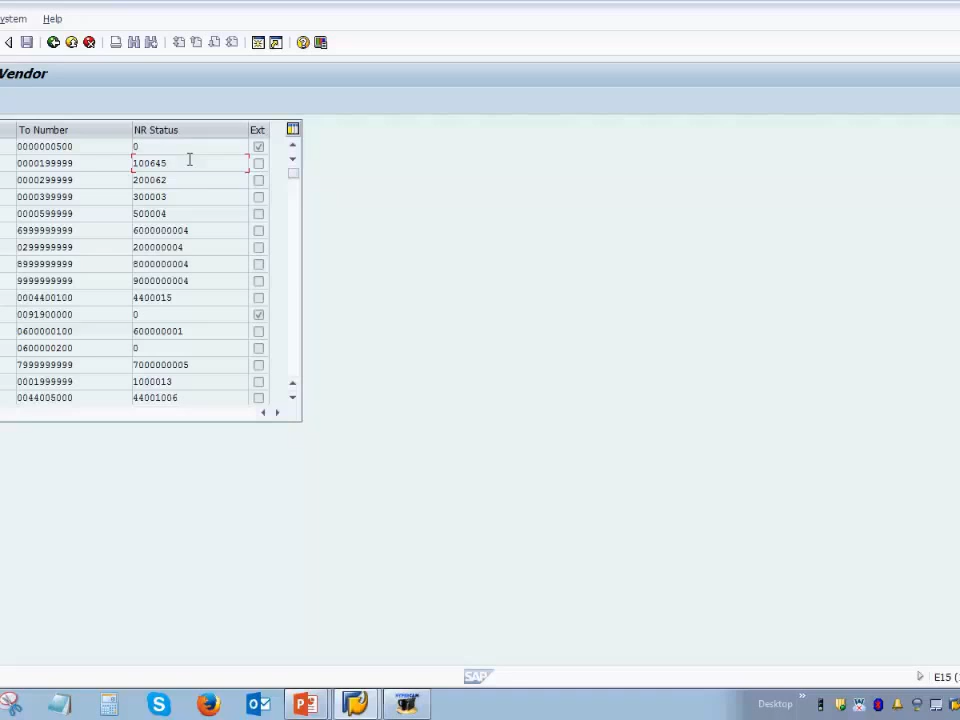 ystem Help
Vendor
To Number NR Status Ext
0000000500 0
0000199999 100645
0000299999 200062
0000399999 300003
0000599999 500004
6999999999 6000000004
0299999999 200000004
8999999999 8000000004
9999999999 9000000004
0004400100 4400015
0091900000 0
0600000100 600000001
0600000200 0
7999999999 7000000005
0001999999 1000013
0044005000 44001006
SAP
E15 (
Desktop »